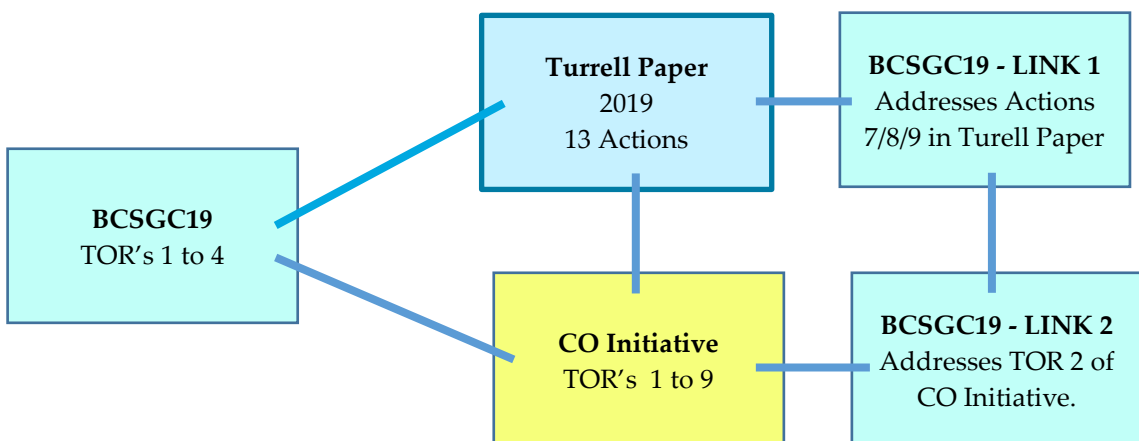 Turrell Paper
2019
13 Actions
BCSGC19 - LINK 1
Addresses Actions
7/8/9 in Turell Paper
BCSGC19
TOR’s 1 to 4
CO Initiative
TOR’s  1 to 9
BCSGC19 - LINK 2
Addresses TOR 2 of
CO Initiative.